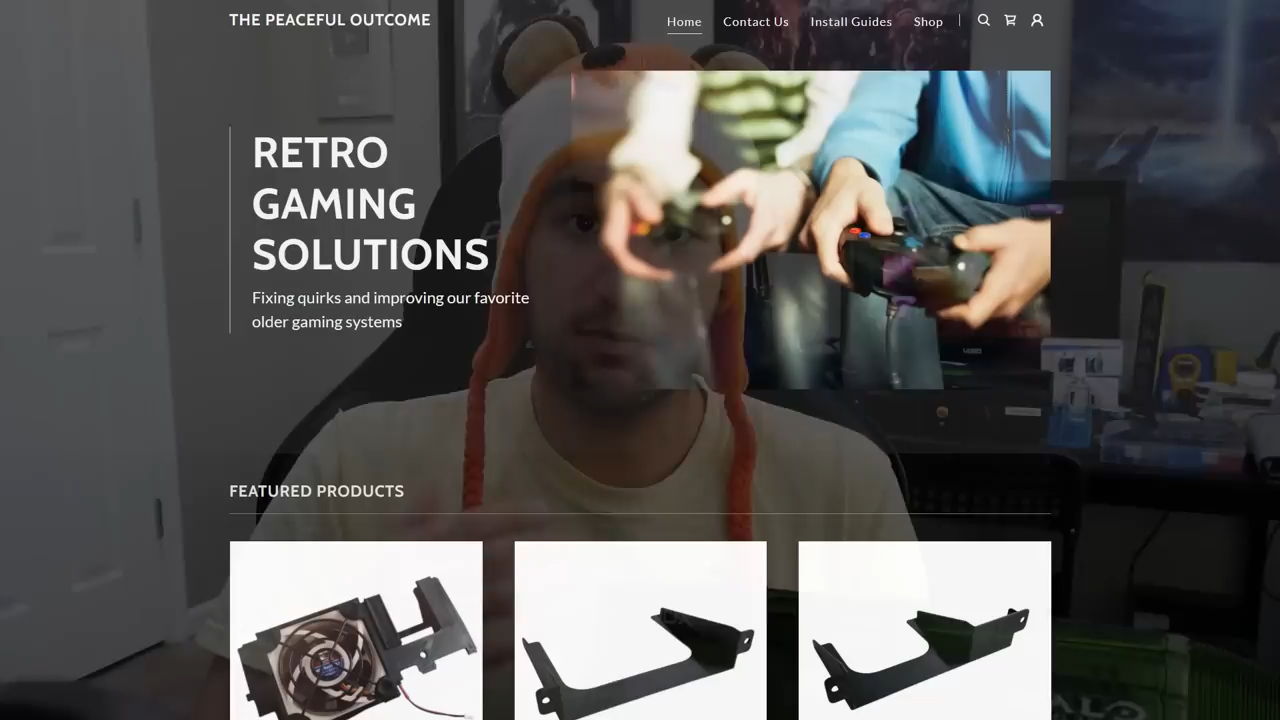 THE PEACEFUL OUTCOME
Home Contact Us Install Guides Shop
RETRO
GAMING
SOLUTIONS
Fixing quirks and improving our favorite
older gaming systems
FEATURED PRODUCTS
HALO